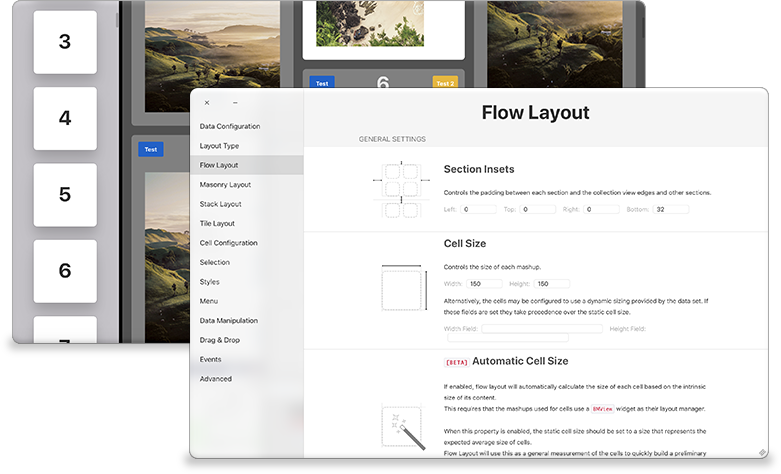 3
4
5
6
Test
6
Test 2
Test
Data Configuration
Layout Type
Flow Layout
Masonry Layout
Stack Layout
Tile Layout
Cell Configuration
Selection
Styles
Menu
Data Manipulation
Drag & Drop
Events
Advanced
Flow Layout
GENERAL SETTINGS
Section Insets
Controls the padding between each section and the collection view edges and other sections.
Left: 0 Top: 0 Right: 0 Bottom: 32
Cell Size
Controls the size of each mashup.
Width: 150 Height: 150
Alternatively, the cells may be configured to use a dynamic sizing provided by the data set. If
those fields are set they take precedence over the static cell size.
Width Field: Height Field:
[BETA] Automatic Cell Size
If enabled, flow layout will automatically calculate the size of each cell based on the intrinsic
size of its content.
This requires that the mashups used for cells use a BMView widget as their layout manager.
When this property is enabled, the static cell size should be set to a size that represents the
expected average size of cells.
Flow Layout will use this as a general measurement of the cells to quickly build a preliminary